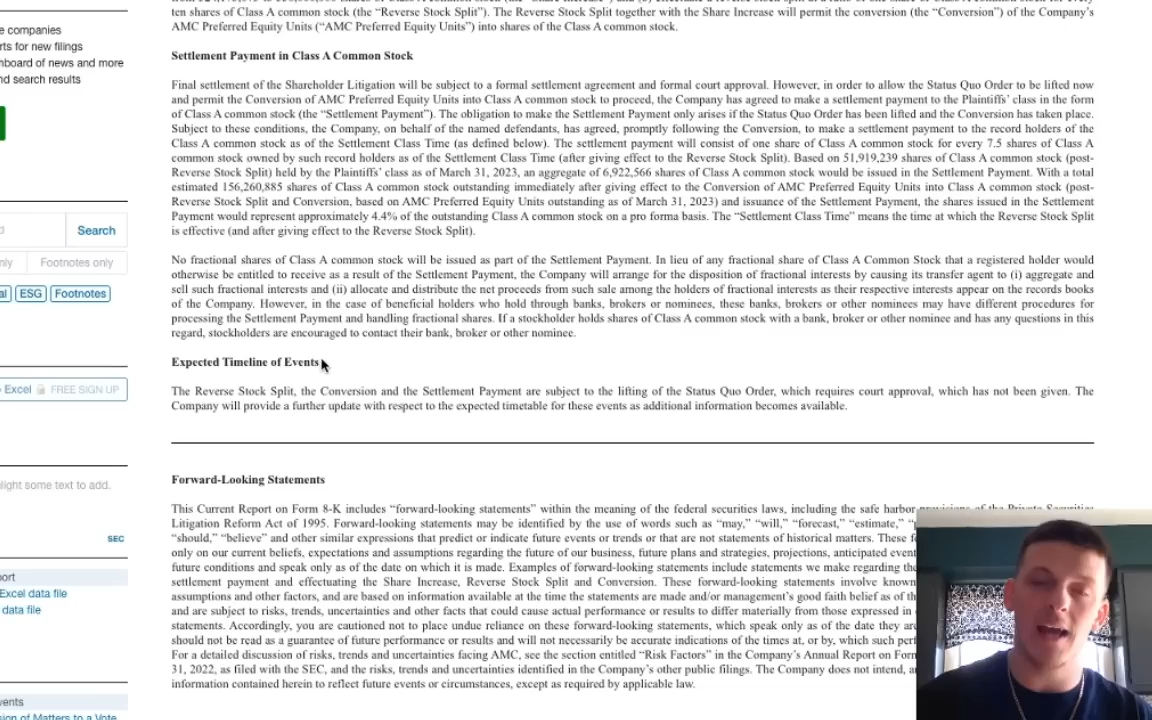 ten shares of Class A common stock (the “Reverse Stock Split”). The Reverse Stock Split together with the Share Increase will permit the conversion (the “Conversion”) of the Company’s
AMC Preferred Equity Units (“AMC Preferred Equity Units”) into shares of the Class A common stock.
e companies
rts for new filings
nboard of news and more
nd search results
Search
nly
Footnotes only
al
ESG
Footnotes
Excel
FREE SIGN UP
light some text to add.
SEC
ort
Excel data file
data file
vents
sion of Matters to a Vote
Settlement Payment in Class A Common Stock
Final settlement of the Shareholder Litigation will be subject to a formal settlement agreement and formal court approval. However, in order to allow the Status Quo Order to be lifted now
and permit the Conversion of AMC Preferred Equity Units into Class A common stock to proceed, the Company has agreed to make a settlement payment to the Plaintiffs’ class in the form
of Class A common stock (the “Settlement Payment”). The obligation to make the Settlement Payment only arises if the Status Quo Order has been lifted and the Conversion has taken place.
Subject to these conditions, the Company, on behalf of the named defendants, has agreed, promptly following the Conversion, to make a settlement payment to the record holders of the
Class A common stock as of the Settlement Class Time (as defined below). The settlement payment will consist of one share of Class A common stock for every 7.5 shares of Class A
common stock owned by such record holders as of the Settlement Class Time (after giving effect to the Reverse Stock Split). Based on 51,919,239 shares of Class A common stock (post-
Reverse Stock Split) held by the Plaintiffs’ class as of March 31, 2023, an aggregate of 6,922,566 shares of Class A common stock would be issued in the Settlement Payment. With a total
estimated 156,260,885 shares of Class A common stock outstanding immediately after giving effect to the Conversion of AMC Preferred Equity Units into Class A common stock (post-
Reverse Stock Split and Conversion, based on AMC Preferred Equity Units outstanding as of March 31, 2023) and issuance of the Settlement Payment, the shares issued in the Settlement
Payment would represent approximately 4.4% of the outstanding Class A common stock on a pro forma basis. The “Settlement Class Time” means the time at which the Reverse Stock Split
is effective (and after giving effect to the Reverse Stock Split).
No fractional shares of Class A common stock will be issued as part of the Settlement Payment. In lieu of any fractional share of Class A Common Stock that a registered holder would
otherwise be entitled to receive as a result of the Settlement Payment, the Company will arrange for the disposition of fractional interests by causing its transfer agent to (i) aggregate and
sell such fractional interests and (ii) allocate and distribute the net proceeds from such sale among the holders of fractional interests as their respective interests appear on the records books
of the Company. However, in the case of beneficial holders who hold through banks, brokers or nominees, these banks, brokers or other nominees may have different procedures for
processing the Settlement Payment and handling fractional shares. If a stockholder holds shares of Class A common stock with a bank, broker or other nominee and has any questions in this
regard, stockholders are encouraged to contact their bank, broker or other nominee.
Expected Timeline of Events
The Reverse Stock Split, the Conversion and the Settlement Payment are subject to the lifting of the Status Quo Order, which requires court approval, which has not been given. The
Company will provide a further update with respect to the expected timetable for these events as additional information becomes available.
Forward-Looking Statements
This Current Report on Form 8-K includes “forward-looking statements” within the meaning of the federal securities laws, including the safe harbor provisions of the Private Securities
Litigation Reform Act of 1995. Forward-looking statements may be identified by the use of words such as “may,” “will,” “forecast,” “estimate,”
“should,” “believe” and other similar expressions that predict or indicate future events or trends or that are not statements of historical matters. These
only on our current beliefs, expectations and assumptions regarding the future of our business, future plans and strategies, projections, anticipated event
future conditions and speak only as of the date on which it is made. Examples of forward-looking statements include statements we make regarding the
settlement payment and effectuating the Share Increase, Reverse Stock Split and Conversion. These forward-looking statements involve known
assumptions and other factors, and are based on information available at the time the statements are made and/or management’s good faith belief as of th
and are subject to risks, trends, uncertainties and other facts that could cause actual performance or results to differ materially from those expressed in
statements. Accordingly, you are cautioned not to place undue reliance on these forward-looking statements, which speak only as of the date they are
should not be read as a guarantee of future performance or results and will not necessarily be accurate indications of the times at, or by, which such per
For a detailed discussion of risks, trends and uncertainties facing AMC, see the section entitled “Risk Factors” in the Company’s Annual Report on Form
31, 2022, as filed with the SEC, and the risks, trends and uncertainties identified in the Company’s other public filings. The Company does not intend, a
information contained herein to reflect future events or circumstances, except as required by applicable law.